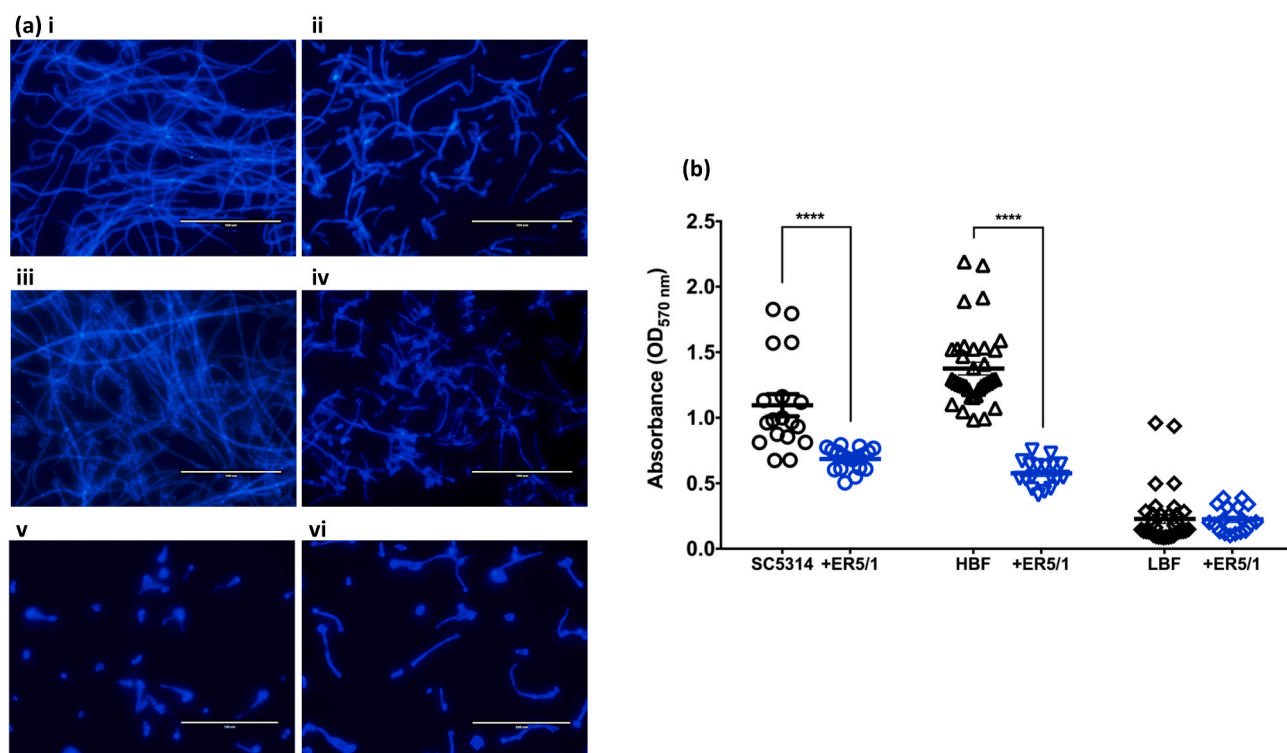 (a) i
ii
iii
iv
v
vi
(b)
**** ****
2.5
2.0
1.5
1.0
0.5
0.0
Absorbance (OD570 nm)
SC5314 +ER5/1 HBF +ER5/1 LBF +ER5/1